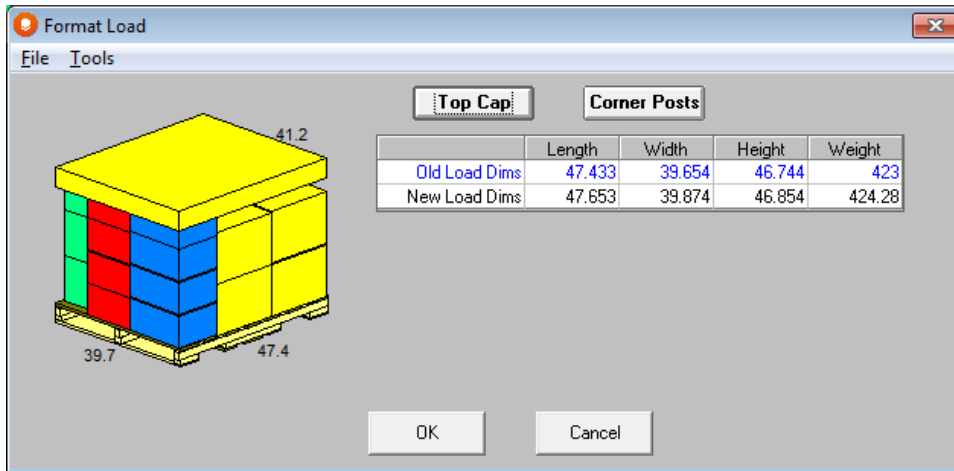 Format Load
File Tools
Top Cap Corner Posts
41.2
Length Width Height Weight
Old Load Dims 47.433 39.654 46.744 423
New Load Dims 47.653 39.874 46.854 424.28
39.7 47.4
OK Cancel